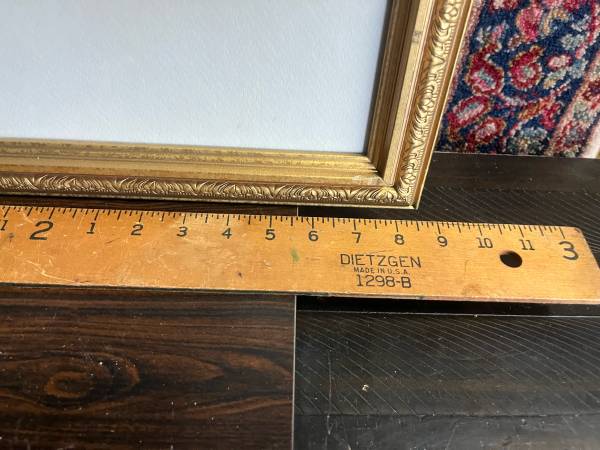 1 2 1 2 3 4 5 6 7 8 9 10 11 3
DIETZGEN
MADE IN U.S.A.
1298-B